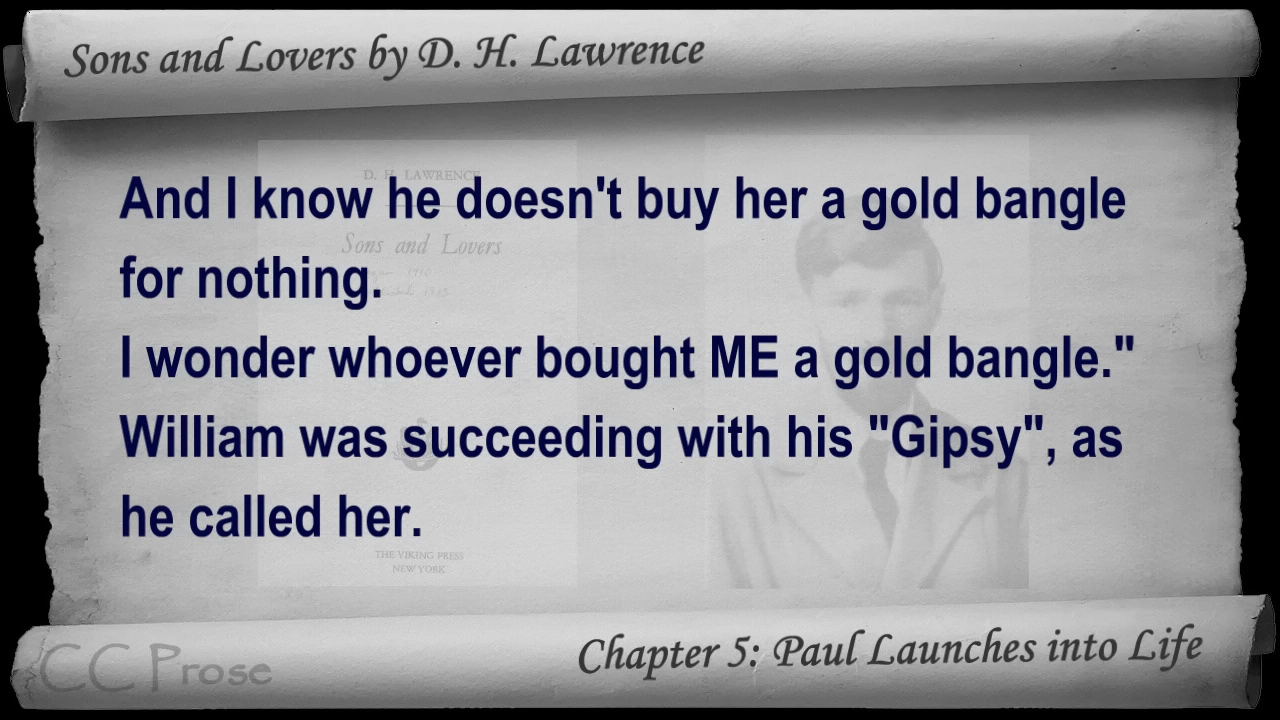 Sons and Lovers by D. H. Lawrence
D. H. LAWRENCE
And I know he doesn't buy her a gold bangle
Sons and Lovers
for nothing.
I wonder whoever bought ME a gold bangle."
William was succeeding with his "Gipsy", as
he called her.
THE VIKING PRESS
NEW YORK
Chapter 5: Paul Launches into Life
CC Prose